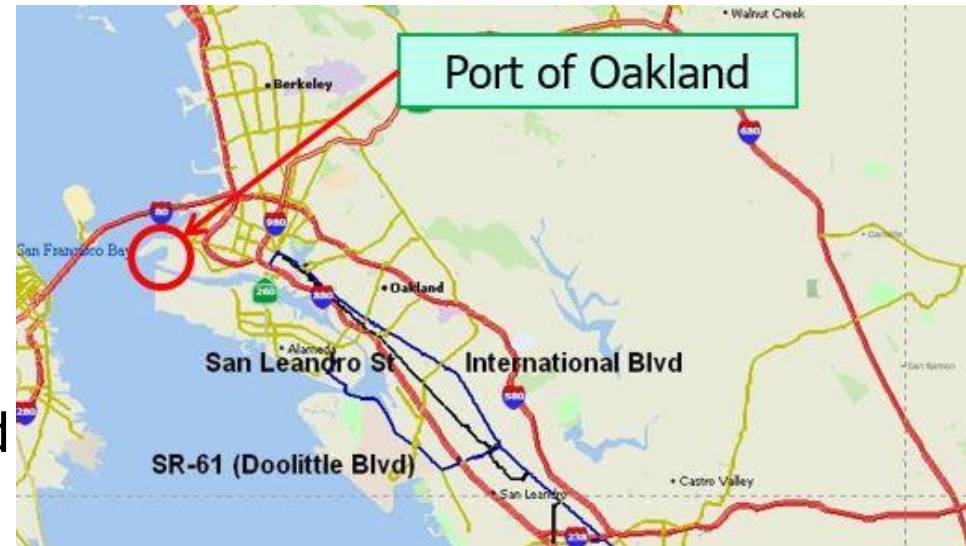 Walnut Creek
Port of Oakland
Berkeley
680
80
980
San Francisco Bay
Danville
260
880
Oakland
Alameda
San Leandro St
International Blvd
San Ramon
580
280
d
SR-61 (Doolittle Blvd)
Castro Valley
San Leandro
238